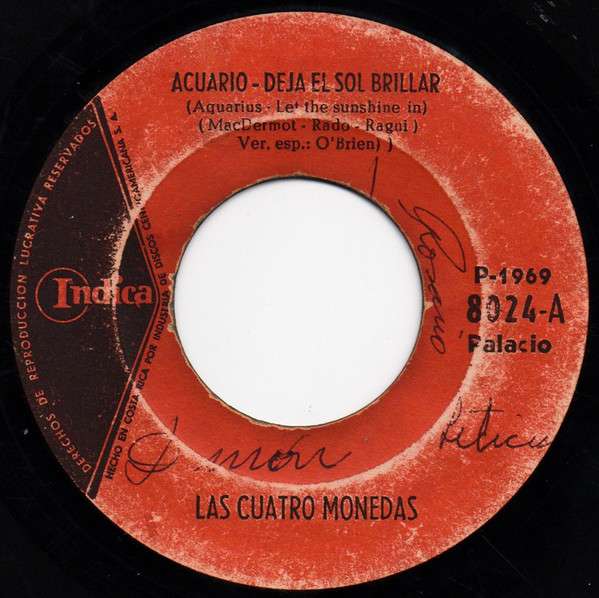 ACUARIO - DEJA EL SOL BRILLAR
(Aquarius - Let the sunshine in)
(MacDermot - Rado - Ragni)
Ver. esp.: O'Brien)
DERECHOS DE REPRODUCCION LUCRATIVA RESERVADOS
HECHO EN COSTA RICA POR INDUSTRIA DE DISCOS CENTROAMERICANA S. A.
Indica
P-1969
8024-A
Palacio
LAS CUATRO MONEDAS